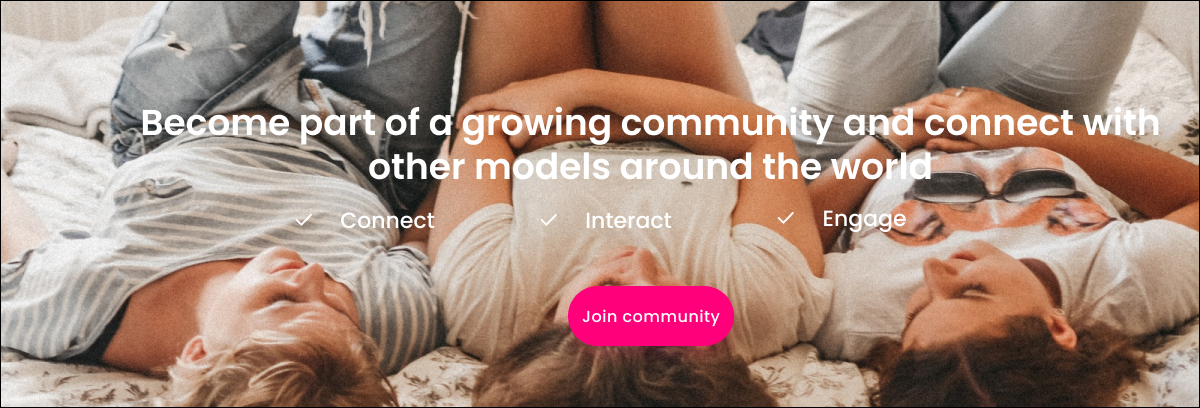 Become part of a growing community and connect with
other models around the world
Connect
Interact
Engage
Join community